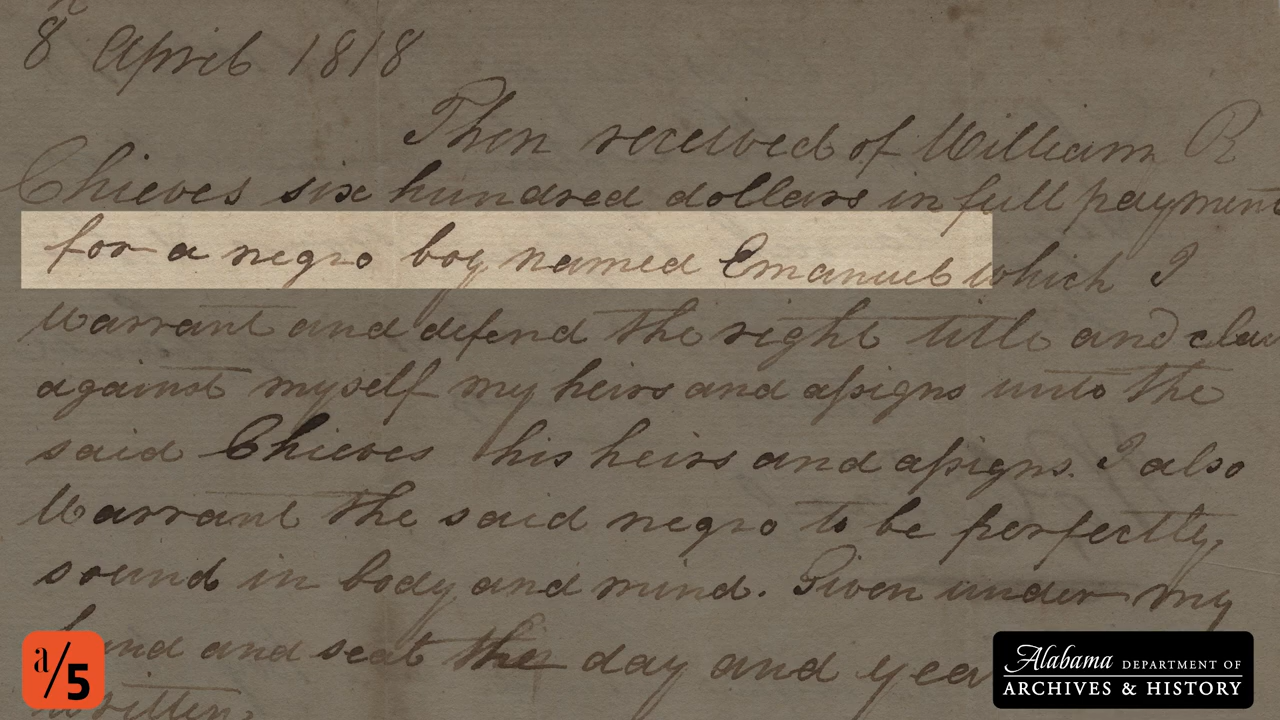 8 April 1818
Then received of William R
Chieves six hundred dollars in full payment
for a negro boy named Emanuel which I
Warrant and defend the right title and clai
against myself my heirs and assigns unto the
said Chieves his heirs and assigns. I also
Warrant the said negro to be perfectly
sound in body and mind. Given under my
hand and seal the day and year
written.
a/5
Alabama DEPARTMENT OF
ARCHIVES & HISTORY